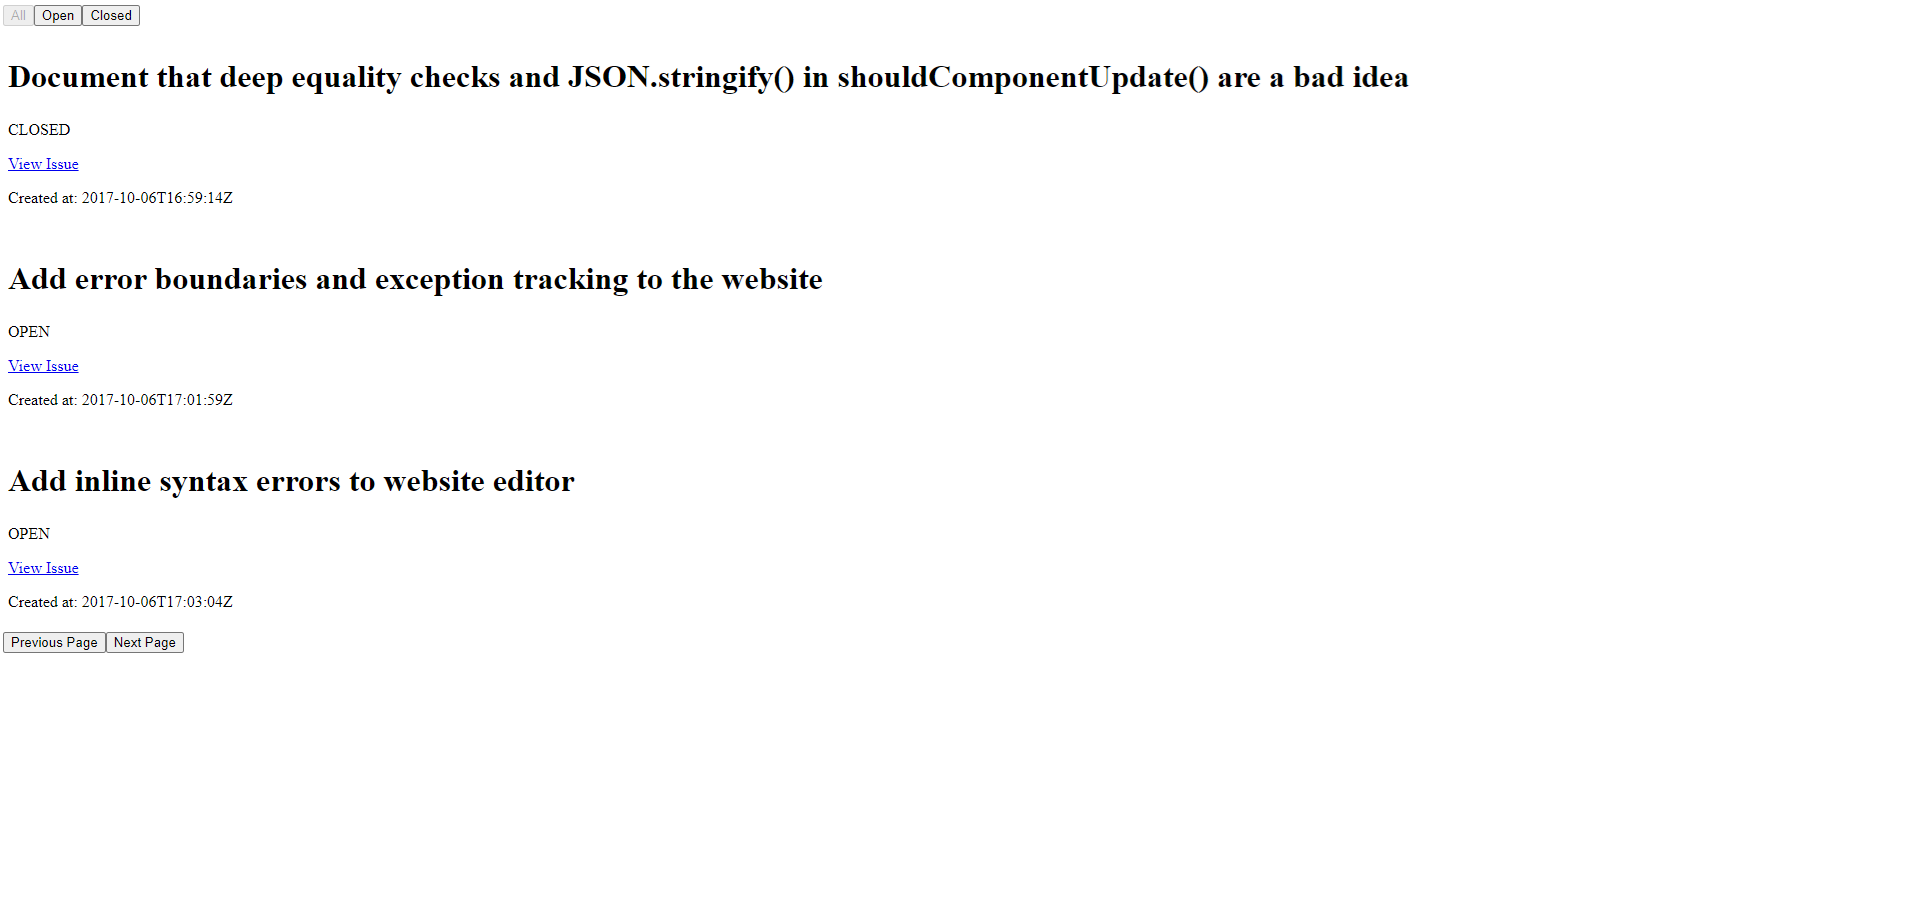 All Open Closed
Document that deep equality checks and JSON.stringify() in shouldComponentUpdate() are a bad idea
CLOSED
View Issue
Created at: 2017-10-06T16:59:14Z
Add error boundaries and exception tracking to the website
OPEN
View Issue
Created at: 2017-10-06T17:01:59Z
Add inline syntax errors to website editor
OPEN
View Issue
Created at: 2017-10-06T17:03:04Z
Previous Page Next Page